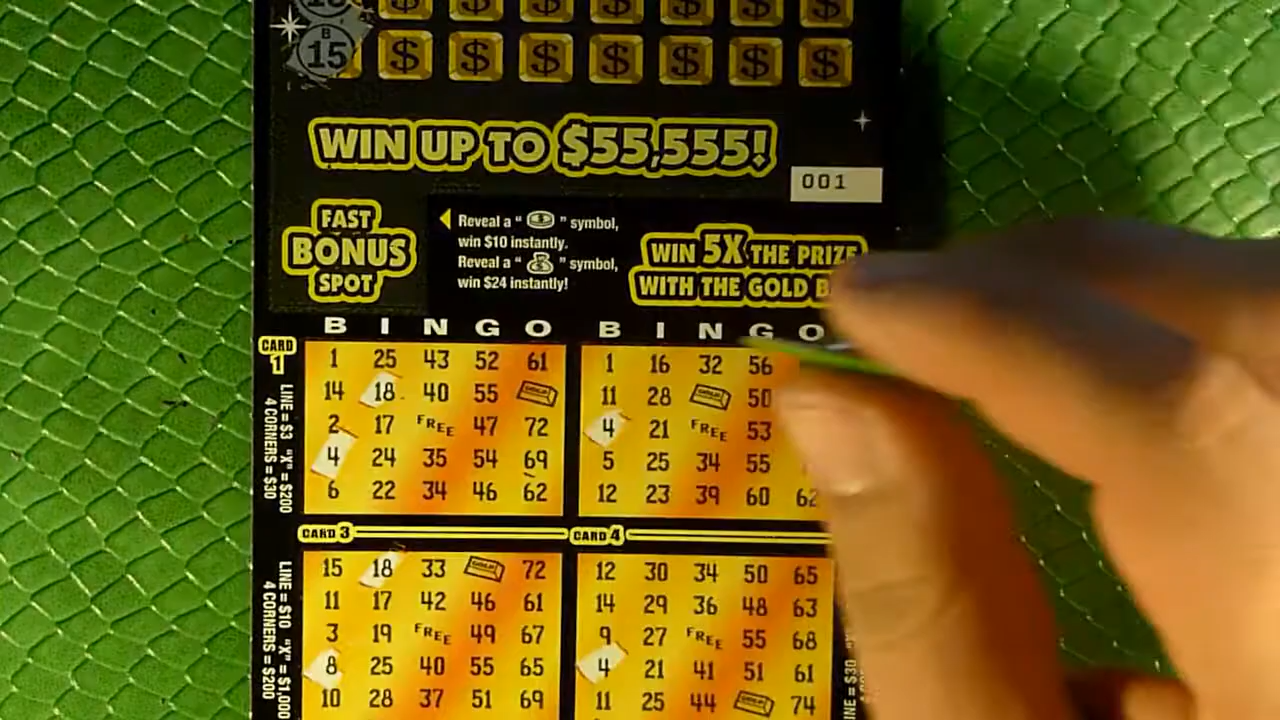 B
15
$ $ $ $ $ $ $
$ $ $ $ $ $ $
WIN UP TO $55,555!
001
FAST
BONUS
SPOT
Reveal a " " symbol,
win $10 instantly.
Reveal a " " symbol,
win $24 instantly!
WIN 5X THE PRIZE
WITH THE GOLD
B I N G O B I N G O
CARD 1
LINE = $3 "X" = $200
4 CORNERS = $30
1 25 43 52 61
14 18 40 55
2 17 FREE 47 72
4 24 35 54 69
6 22 34 46 62
1 16 32 56
11 28 50
4 21 FREE 53
5 25 34 55
12 23 39 60 62
CARD 3
LINE = $10 "X" = $1,000
4 CORNERS = $200
15 18 33 72
11 17 42 46 61
3 19 FREE 49 67
8 25 40 55 65
10 28 37 51 69
CARD 4
12 30 34 50 65
14 29 36 48 63
9 27 FREE 55 68
4 21 41 51 61
11 25 44 74
LINE = $30